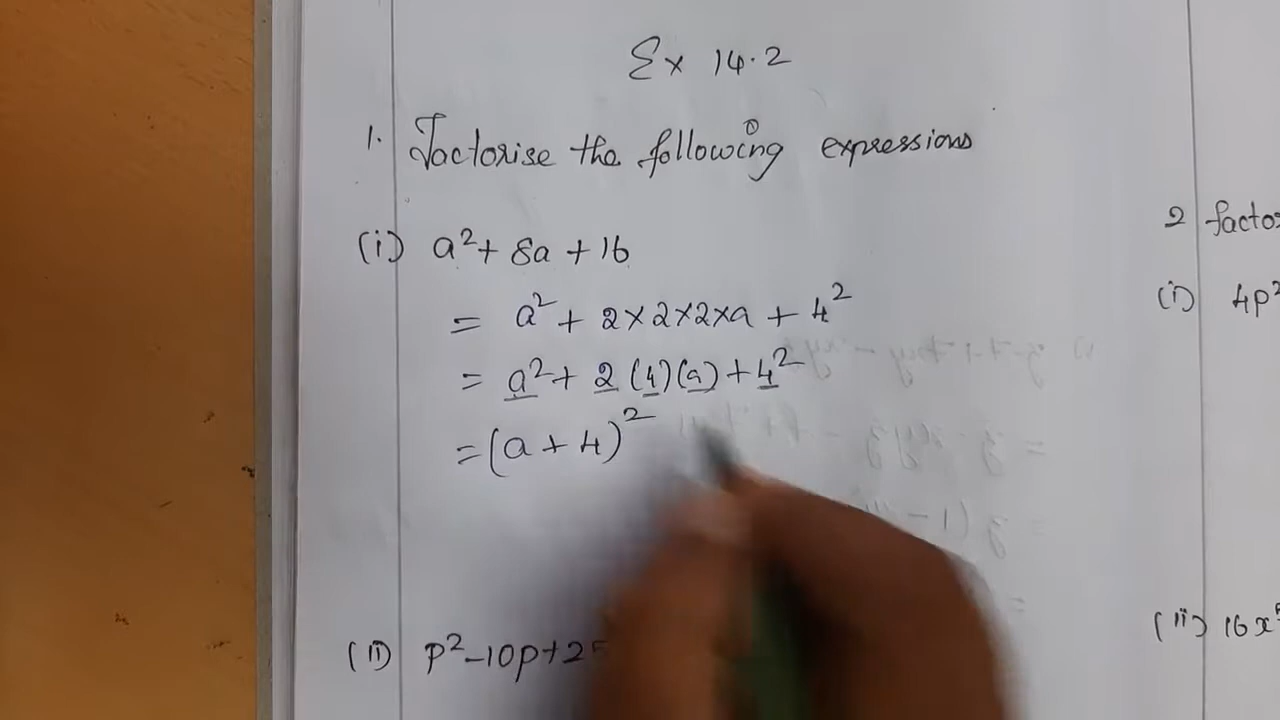 Ex 14.2
1. Factorise the following expressions
(i) a²+ 8a + 16
= a² + 2×2×2×a + 4²
= a²+ 2 (4)(a) + 4²
= (a + 4)²
(ii) p²-10p+25
2 facto
(i) 4p²
(ii) 16x